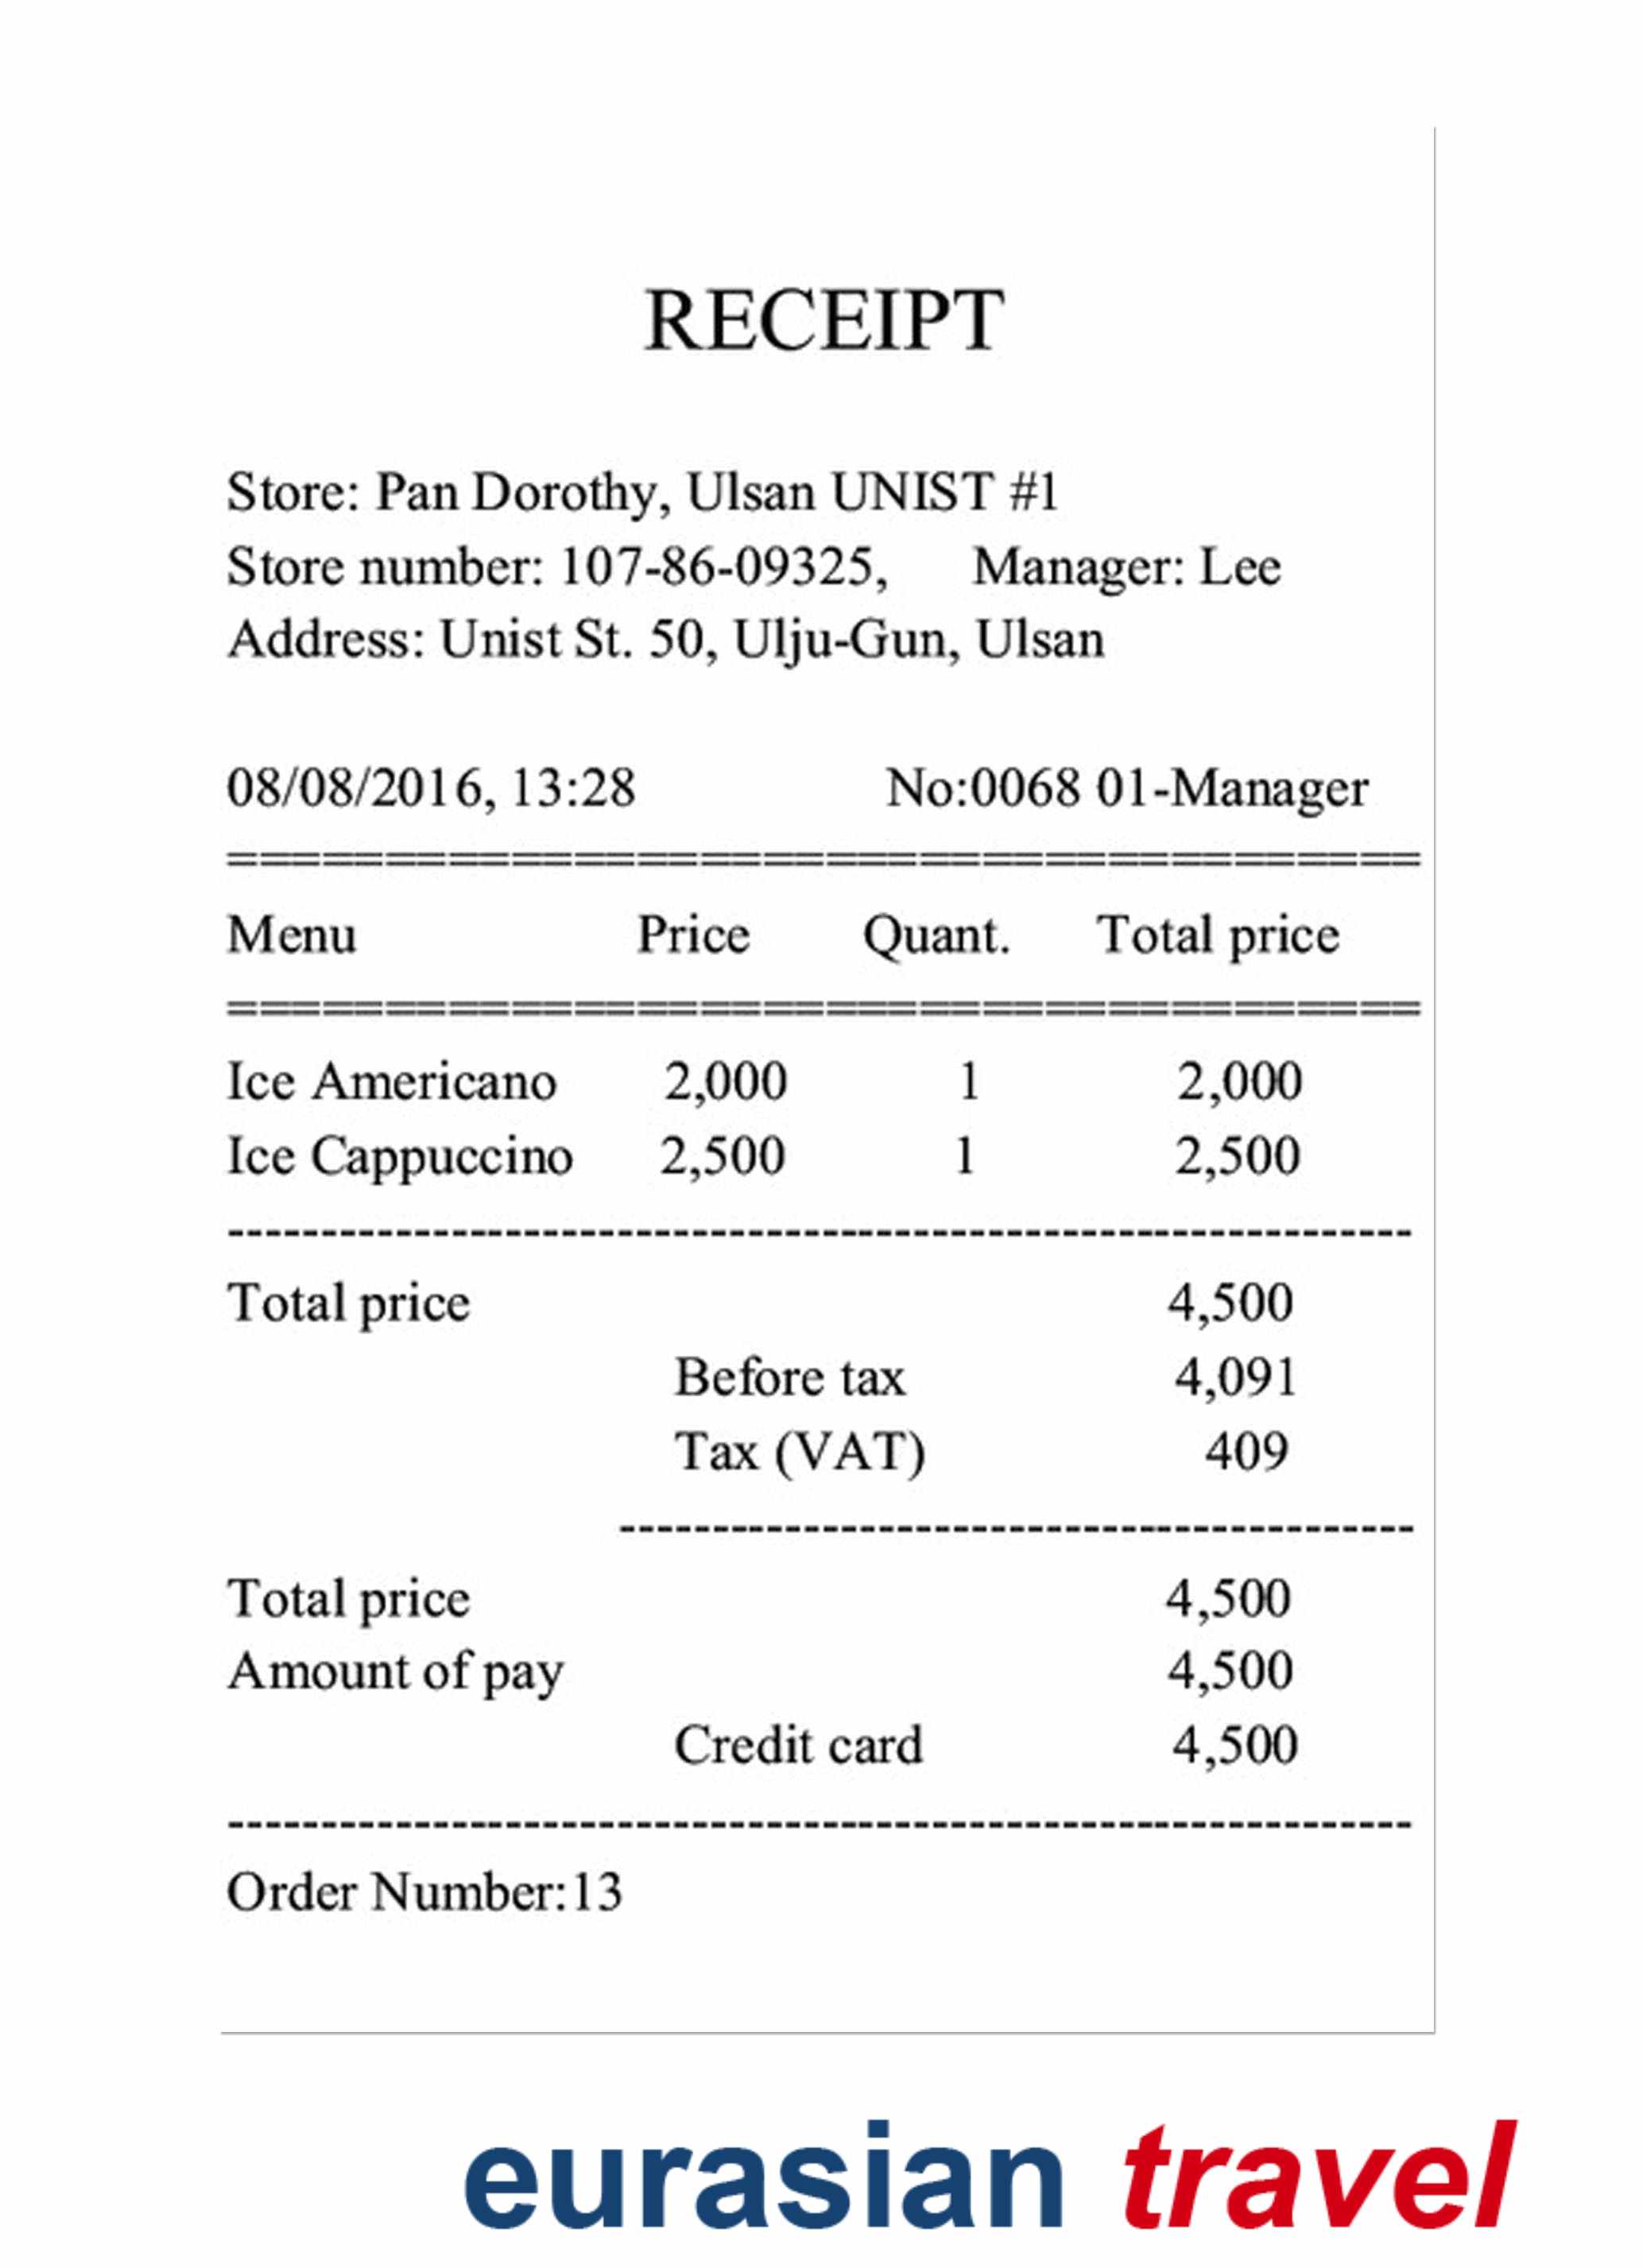 RECEIPT
Store: Pan Dorothy, Ulsan UNIST #1
Store number: 107-86-09325, Manager: Lee
Address: Unist St. 50, Ulju-Gun, Ulsan
08/08/2016, 13:28 No:0068 01-Manager
======================================
Menu Price Quant. Total price
======================================
Ice Americano 2,000 1 2,000
Ice Cappuccino 2,500 1 2,500
----------------------------------------------------------------
Total price 4,500
Before tax 4,091
Tax (VAT) 409
-------------------------------------------
Total price 4,500
Amount of pay 4,500
Credit card 4,500
----------------------------------------------------------------
Order Number:13
eurasian travel